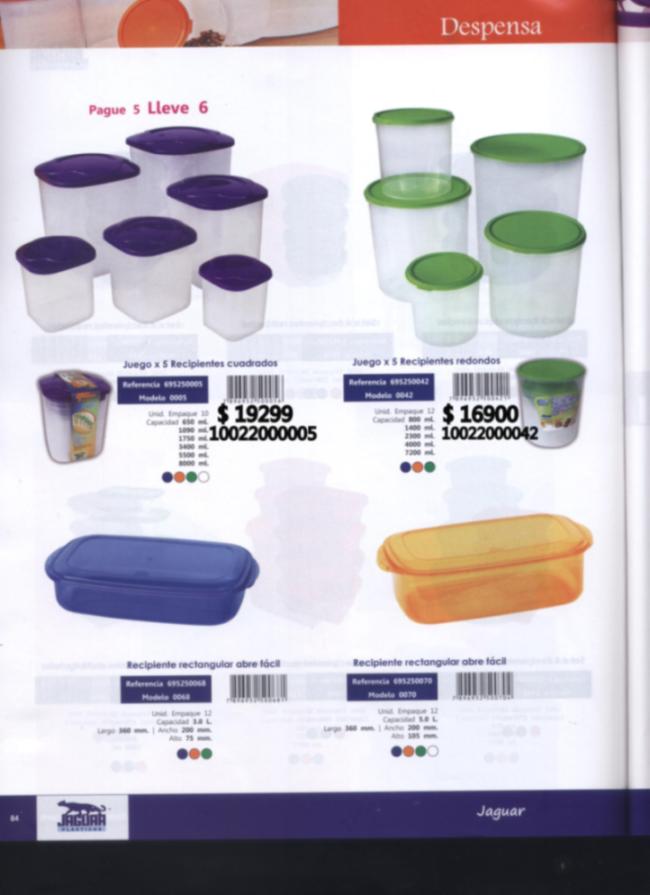 Despensa
Pague 5 Lleve 6
Juego x 5 Recipientes cuadrados
Referencia 695250005
Modelo 0005
Unid. Empaque 10
Capacidad 650 ml.
1090 ml.
1750 ml.
3400 ml.
5500 ml.
8000 ml.
$ 19299
10022000005
Juego x 5 Recipientes redondos
Referencia 695250042
Modelo 0042
Unid. Empaque 12
Capacidad 800 ml.
1400 ml.
2300 ml.
4000 ml.
7200 ml.
$ 16900
10022000042
Recipiente rectangular abre fácil
Referencia 695250068
Modelo 0068
Unid. Empaque 12
Capacidad 3.8 L.
Largo 360 mm. | Ancho 200 mm.
Alto 75 mm.
Recipiente rectangular abre fácil
Referencia 695250070
Modelo 0070
Unid. Empaque 12
Capacidad 5.0 L.
Largo 360 mm. | Ancho 200 mm.
Alto 105 mm.
84
JAGUAR
PLASTICOS
Jaguar